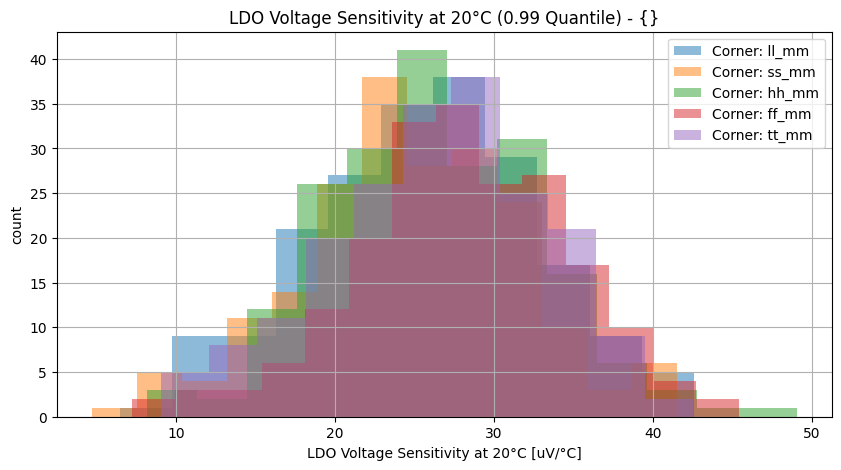 LDO Voltage Sensitivity at 20°C (0.99 Quantile) - {}
Corner: ll_mm
Corner: ss_mm
Corner: hh_mm
Corner: ff_mm
Corner: tt_mm
count
40
35
30
25
20
15
10
5
0
10 20 30 40 50
LDO Voltage Sensitivity at 20°C [uV/°C]